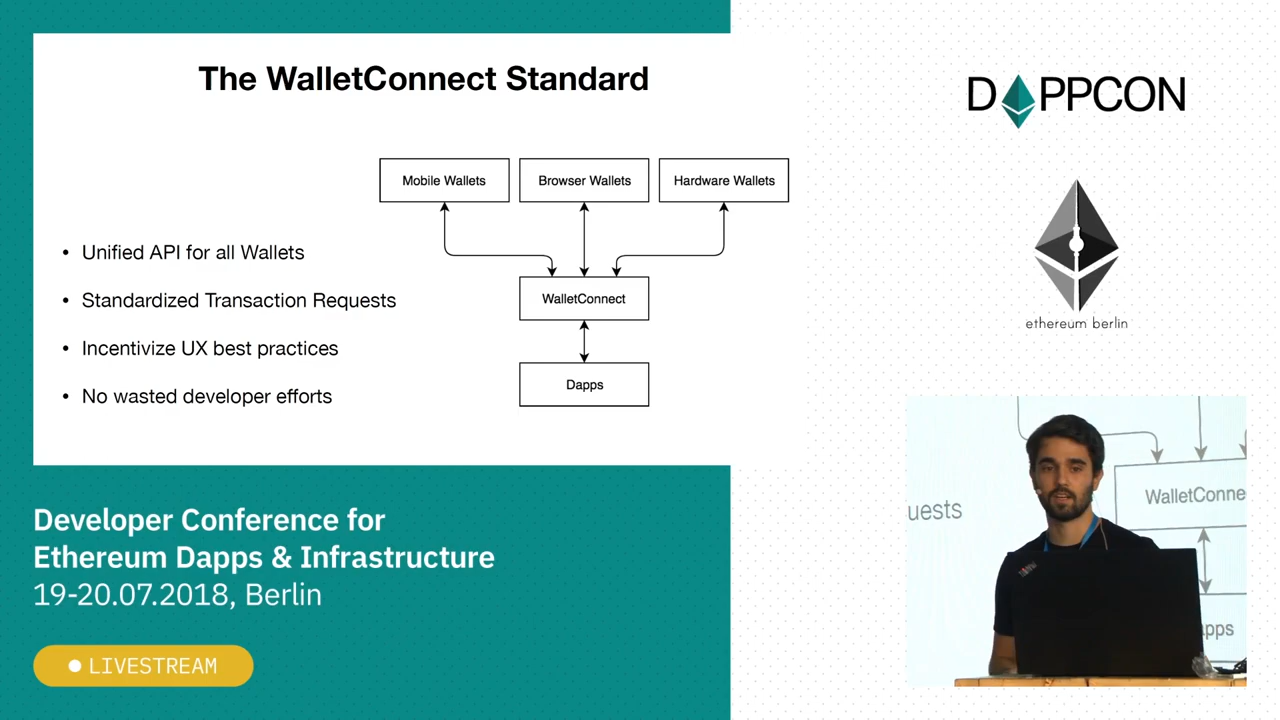 The WalletConnect Standard
Mobile Wallets
Browser Wallets
Hardware Wallets
WalletConnect
Dapps
• Unified API for all Wallets
• Standardized Transaction Requests
• Incentivize UX best practices
• No wasted developer efforts
Developer Conference for
Ethereum Dapps & Infrastructure
19-20.07.2018, Berlin
LIVESTREAM
DAPPCON
ethereum berlin
uests
WalletConne
pps